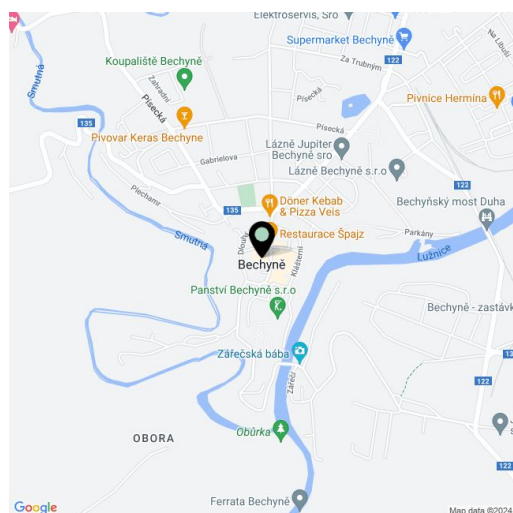 Elektroservis, Sro
Supermarket Bechyně
Koupaliště Bechyně
Za Trubným
122
Na Libuši
Smutná
Zahradní
Písecká
Písecká
Pivnice Hermína
135
Pivovar Keras Bechyne
Písecká
Gabrielova
Lázně Jupiter
Bechyně sro
Lázně Bechyně s.r.o
Plechamr
135
Döner Kebab
& Pizza Veis
Bechyňský most Duha
Restaurace Špajz
Parkány
Smutná
Dlouhá
Klášterní
Lužnice
Bechyně
Panství Bechyně s.r.o
122
Bechyně - zastávka
Zářečská bába
Zářečí
122
Obůrka
OBORA
122
Ferrata Bechyně
Google
Map data ©2024